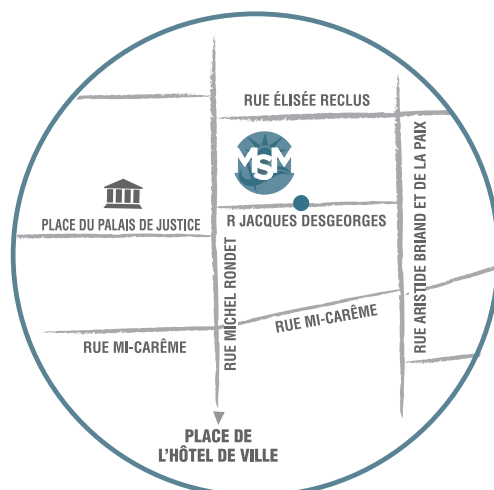 RUE ÉLISÉE RECLUS
MSM
PLACE DU PALAIS DE JUSTICE
R JACQUES DESGEORGES
RUE MICHEL RONDET
RUE ARISTIDE BRIAND ET DE LA PAIX
RUE MI-CARÊME
RUE MI-CARÊME
PLACE DE
L'HÔTEL DE VILLE